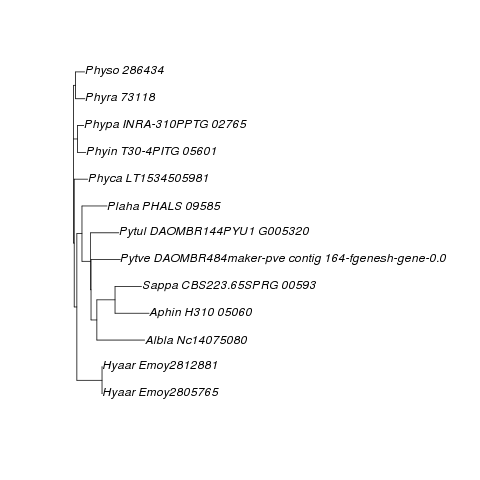 Physo 286434
Phyra 73118
Phypa INRA-310PPTG 02765
Phyin T30-4PITG 05601
Phyca LT1534505981
Plaha PHALS 09585
Pytul DAOMBR144PYU1 G005320
Pytve DAOMBR484maker-pve contig 164-fgenesh-gene-0.0
Sappa CBS223.65SPRG 00593
Aphin H310 05060
Albla Nc14075080
Hyaar Emoy2812881
Hyaar Emoy2805765